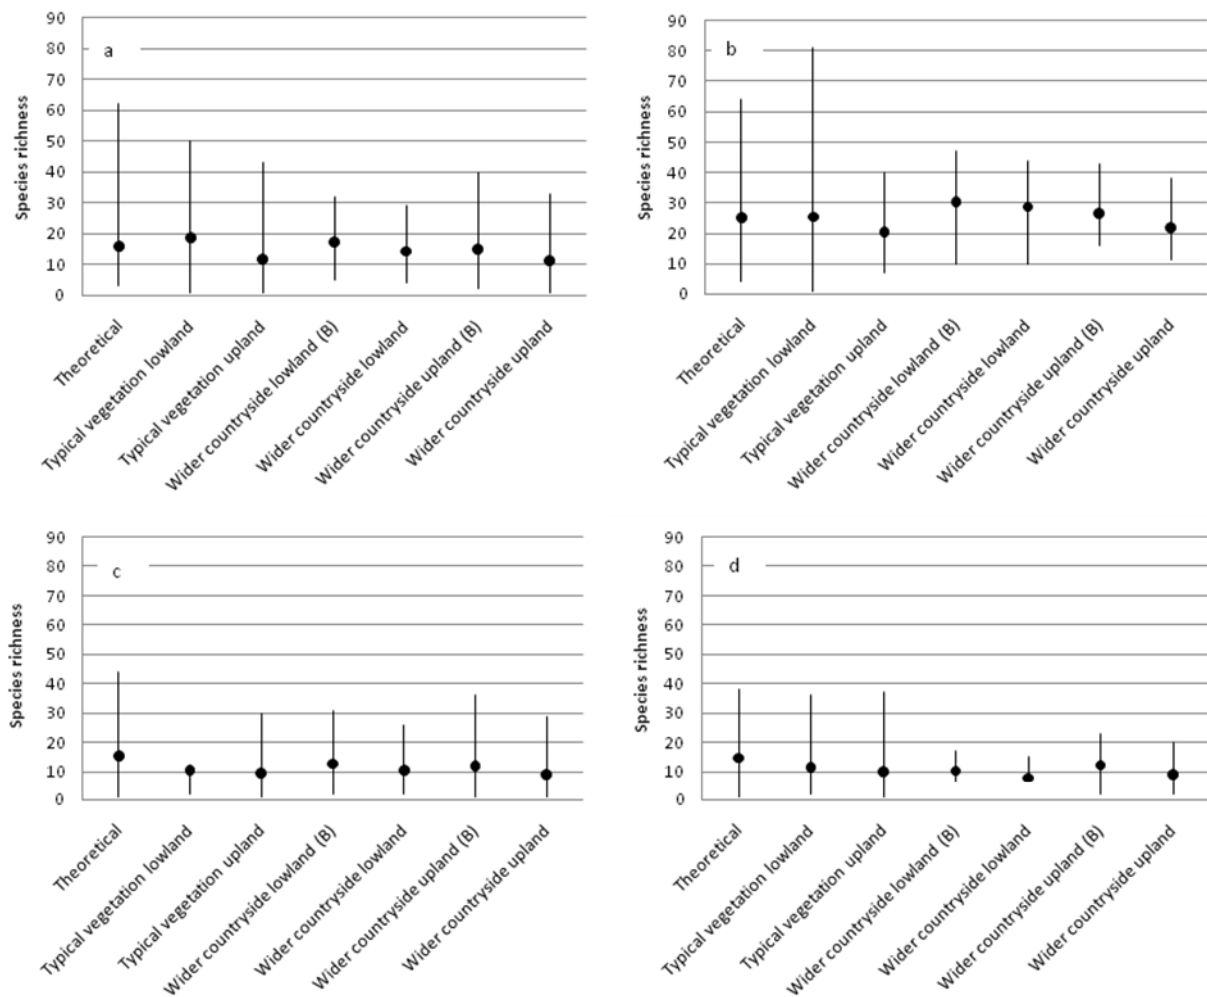 a
Species richness
90
80
70
60
50
40
30
20
10
0
Theoretical
Typical vegetation lowland
Typical vegetation upland
Wider countryside lowland (B)
Wider countryside lowland
Wider countryside upland (B)
Wider countryside upland
b
Species richness
90
80
70
60
50
40
30
20
10
0
Theoretical
Typical vegetation lowland
Typical vegetation upland
Wider countryside lowland (B)
Wider countryside lowland
Wider countryside upland (B)
Wider countryside upland
c
Species richness
90
80
70
60
50
40
30
20
10
0
Theoretical
Typical vegetation lowland
Typical vegetation upland
Wider countryside lowland (B)
Wider countryside lowland
Wider countryside upland (B)
Wider countryside upland
d
Species richness
90
80
70
60
50
40
30
20
10
0
Theoretical
Typical vegetation lowland
Typical vegetation upland
Wider countryside lowland (B)
Wider countryside lowland
Wider countryside upland (B)
Wider countryside upland